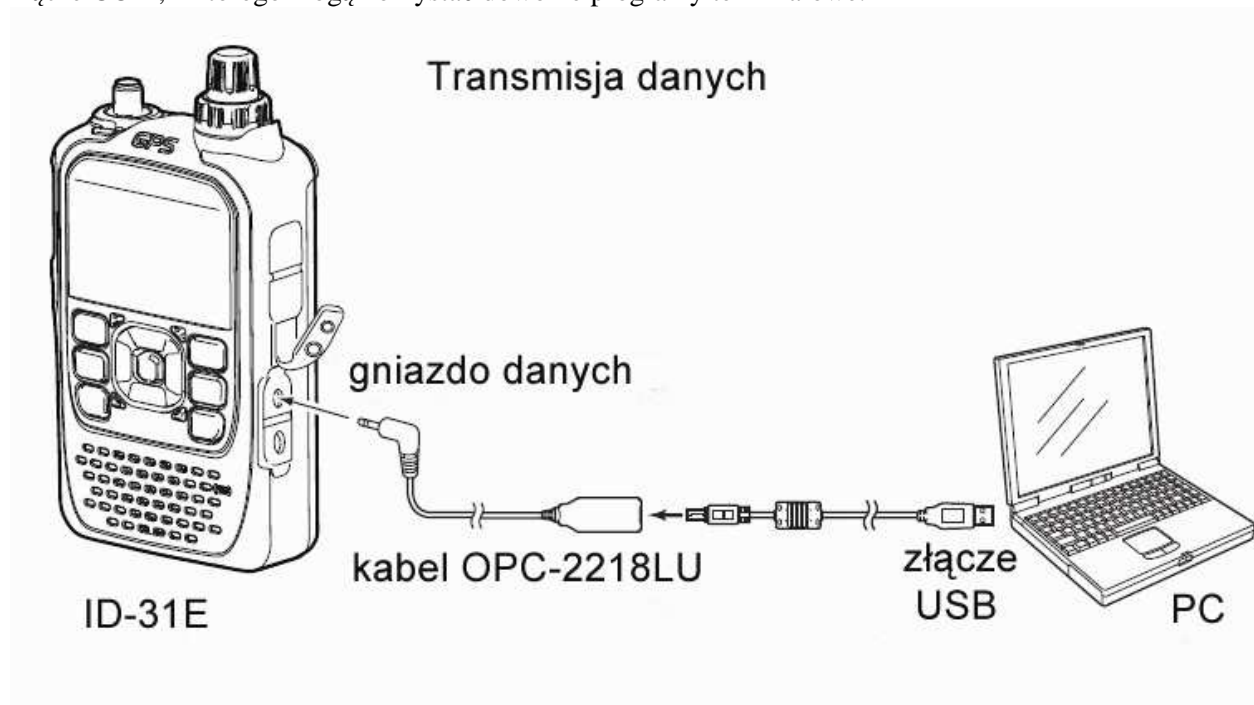 Transmisja danych
GPS
gniazdo danych
kabel OPC-2218LU
złącze
USB
ID-31E
PC